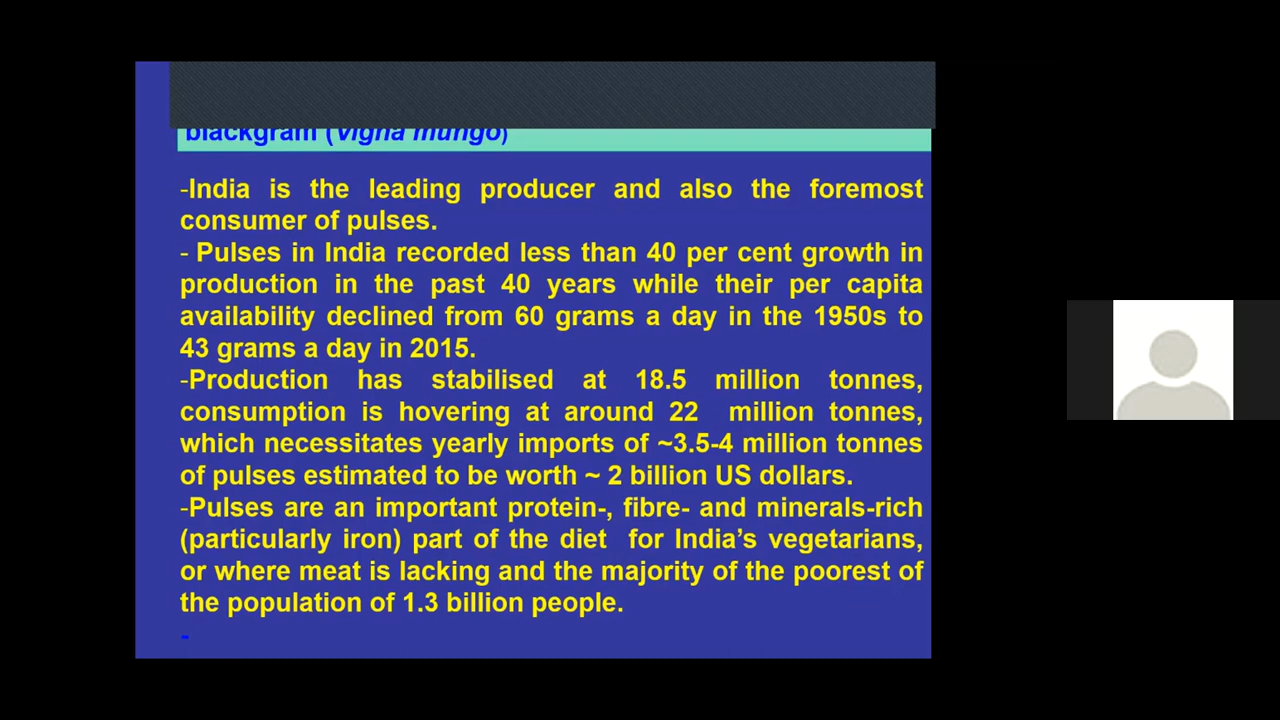 blackgram (Vigna mungo)
-India is the leading producer and also the foremost
consumer of pulses.
- Pulses in India recorded less than 40 per cent growth in
production in the past 40 years while their per capita
availability declined from 60 grams a day in the 1950s to
43 grams a day in 2015.
-Production has stabilised at 18.5 million tonnes,
consumption is hovering at around 22 million tonnes,
which necessitates yearly imports of ~3.5-4 million tonnes
of pulses estimated to be worth ~ 2 billion US dollars.
-Pulses are an important protein-, fibre- and minerals-rich
(particularly iron) part of the diet for India’s vegetarians,
or where meat is lacking and the majority of the poorest of
the population of 1.3 billion people.
-